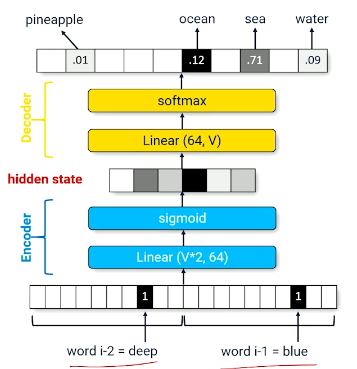 pineapple ocean sea water
.01 .12 .71 .09
Decoder
softmax
Linear (64, V)
hidden state
Encoder
sigmoid
Linear (V*2, 64)
1 1
word i-2 = deep word i-1 = blue